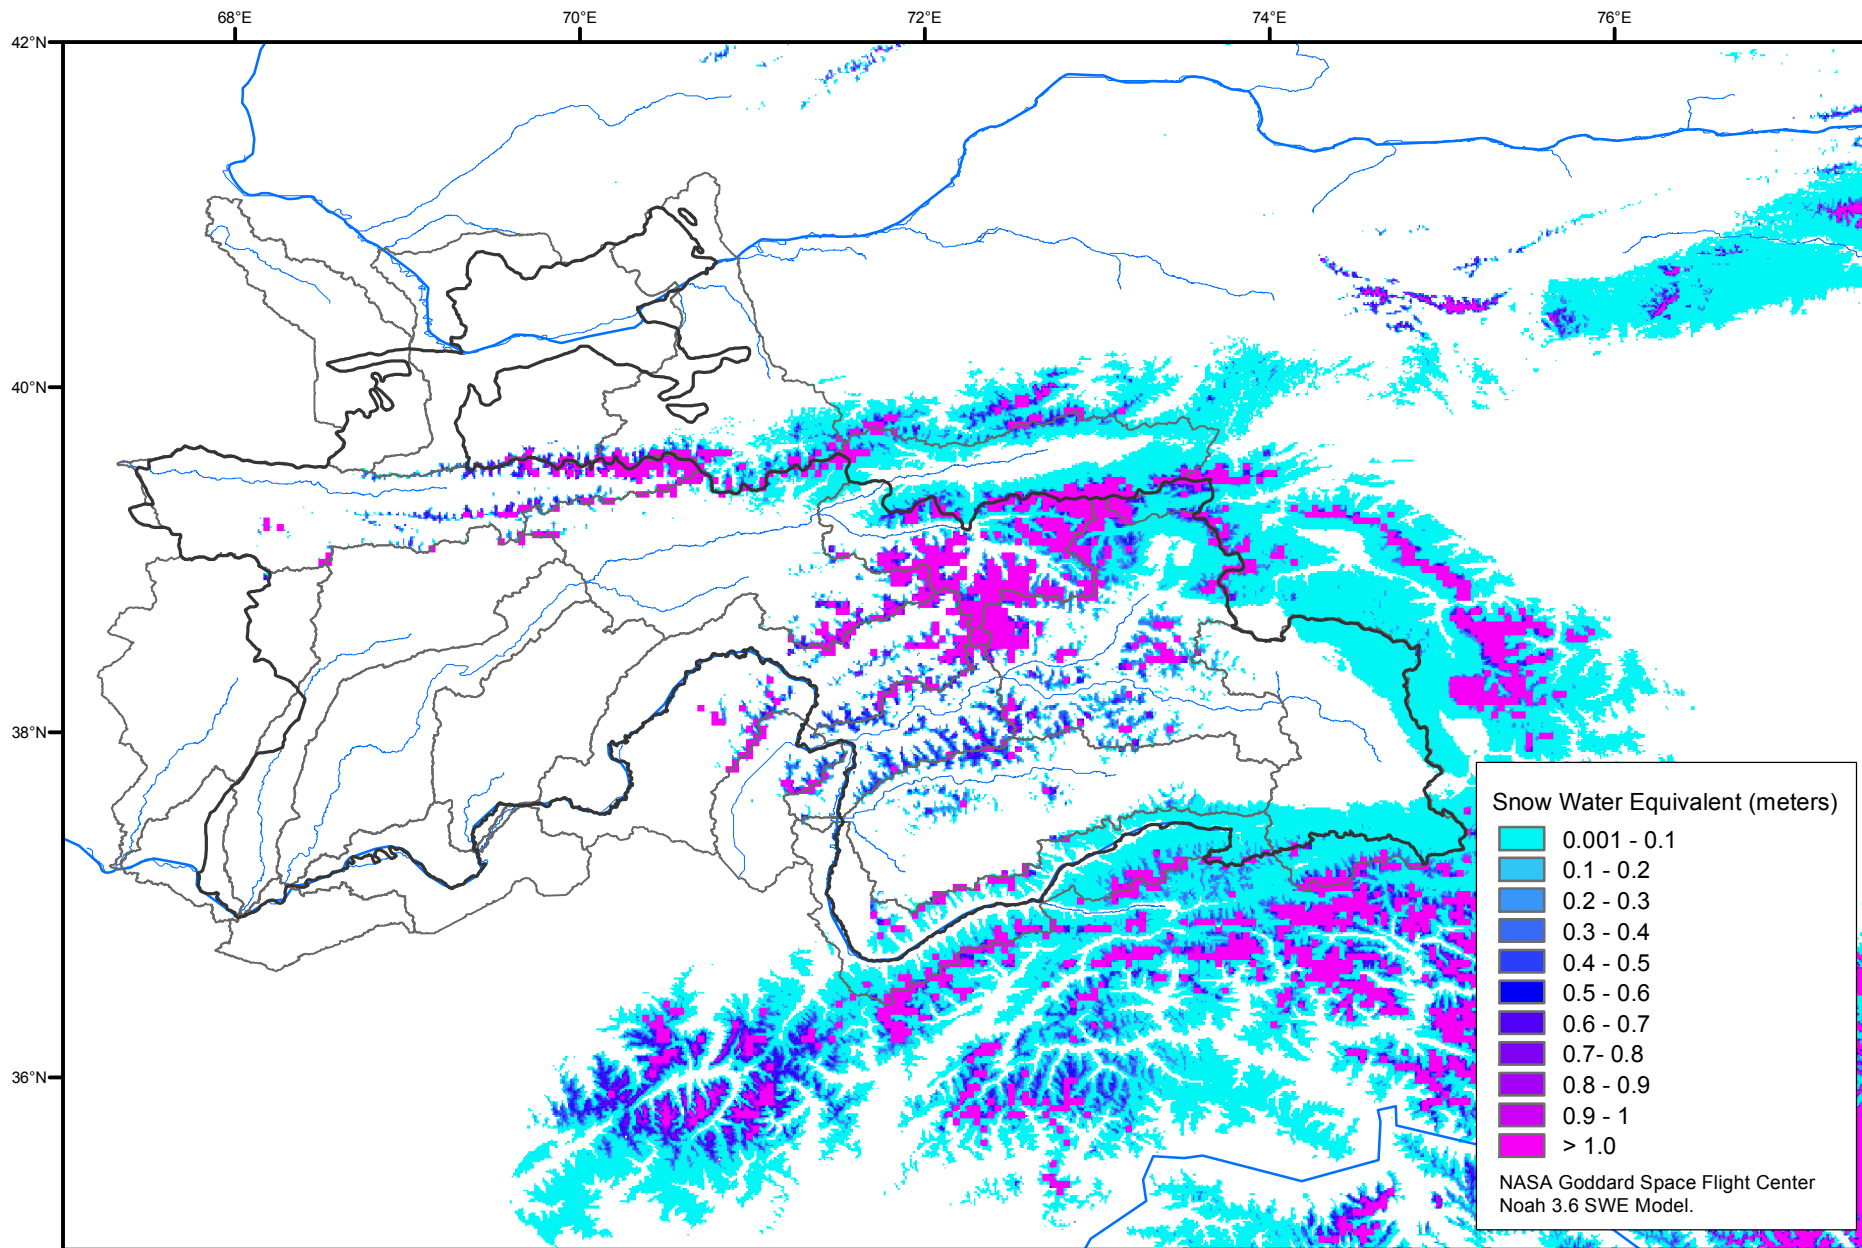 68°E
70°E
72°E
74°E
76°E
42°N
40°N
38°N
36°N
Snow Water Equivalent (meters)
0.001 - 0.1
0.1 - 0.2
0.2 - 0.3
0.3 - 0.4
0.4 - 0.5
0.5 - 0.6
0.6 - 0.7
0.7- 0.8
0.8 - 0.9
0.9 - 1
> 1.0
NASA Goddard Space Flight Center
Noah 3.6 SWE Model.